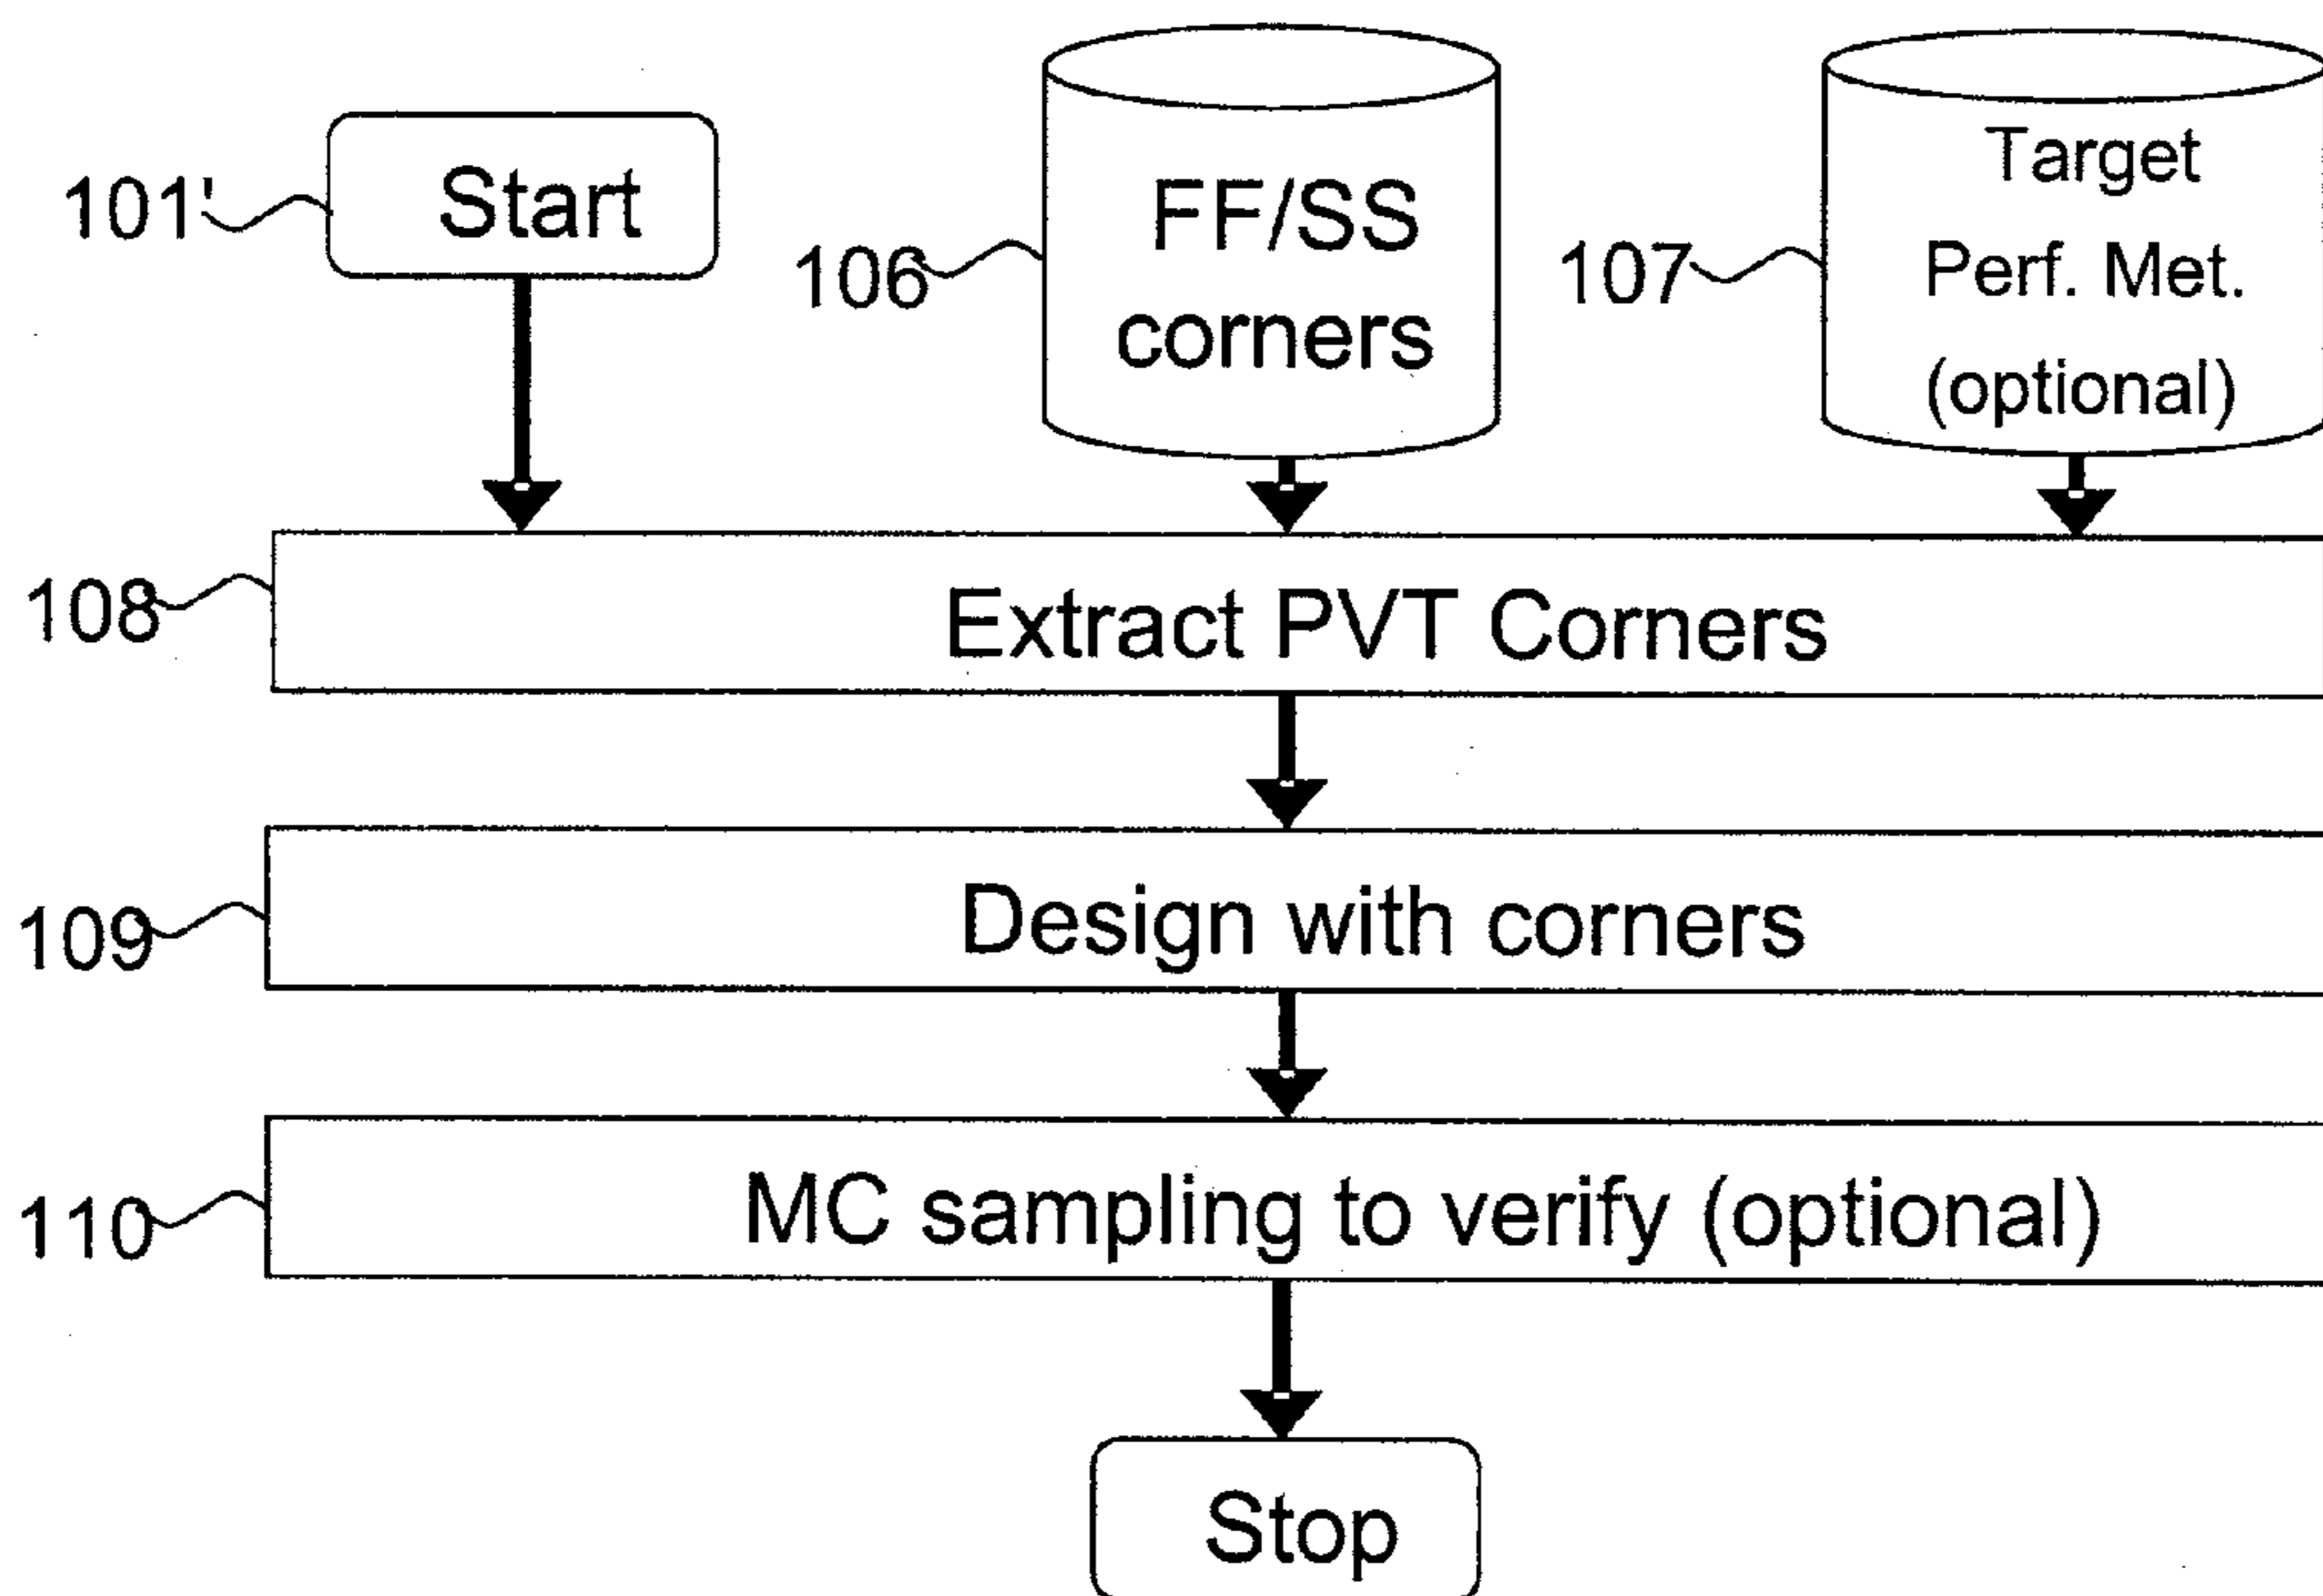 101'
Start
106
FF/SS
corners
107
Target
Perf. Met.
(optional)
108
Extract PVT Corners
109
Design with corners
110
MC sampling to verify (optional)
Stop